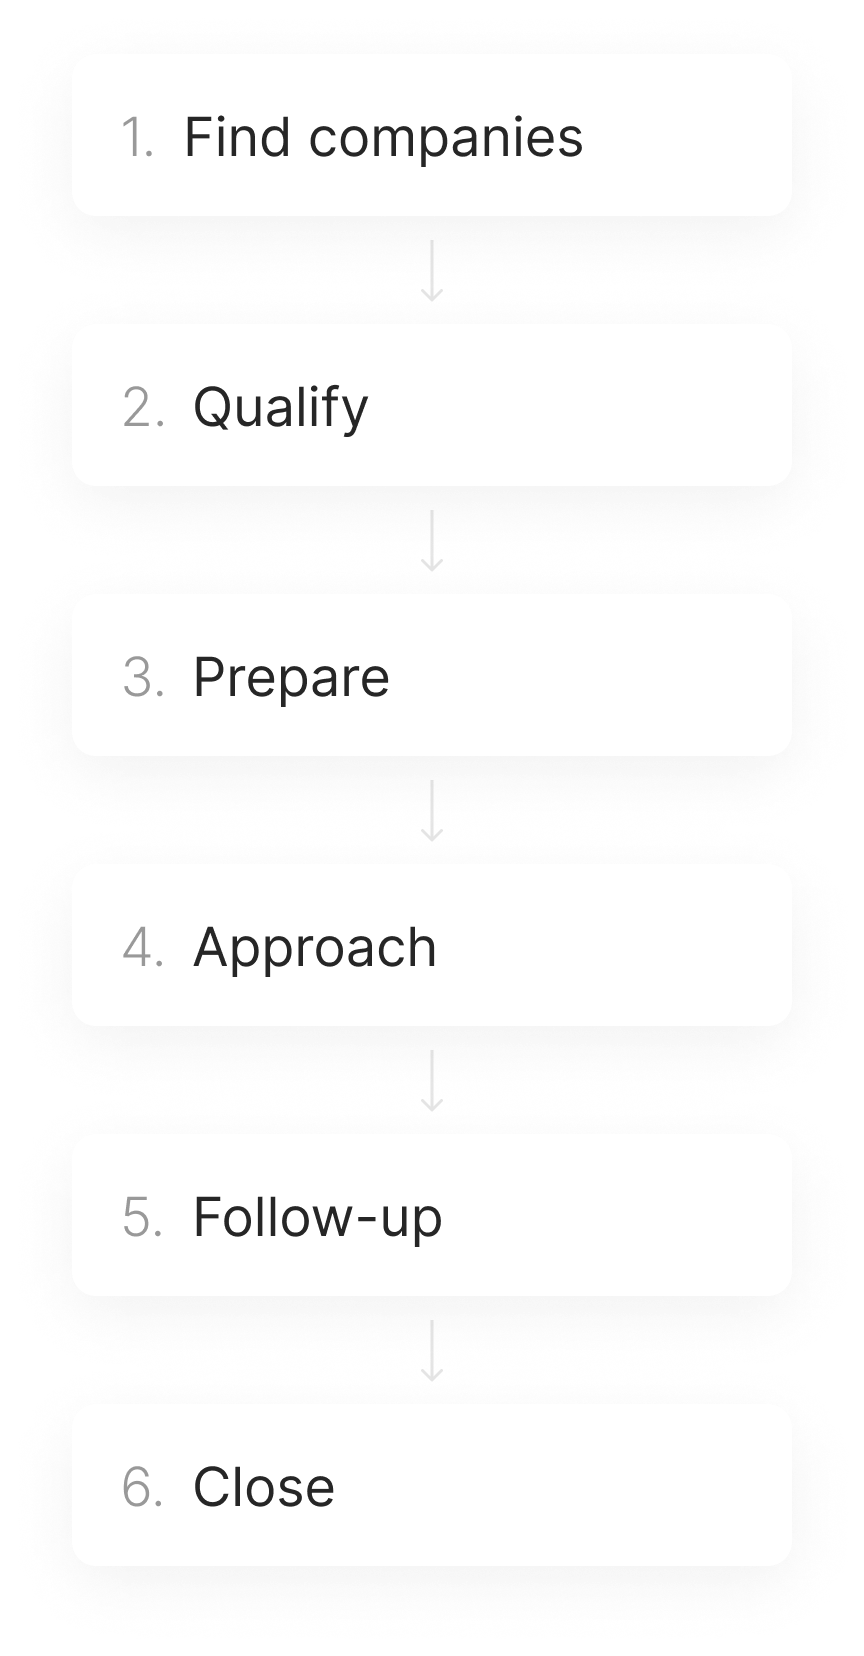 1. Find companies
2. Qualify
3. Prepare
4. Approach
5. Follow-up
6. Close